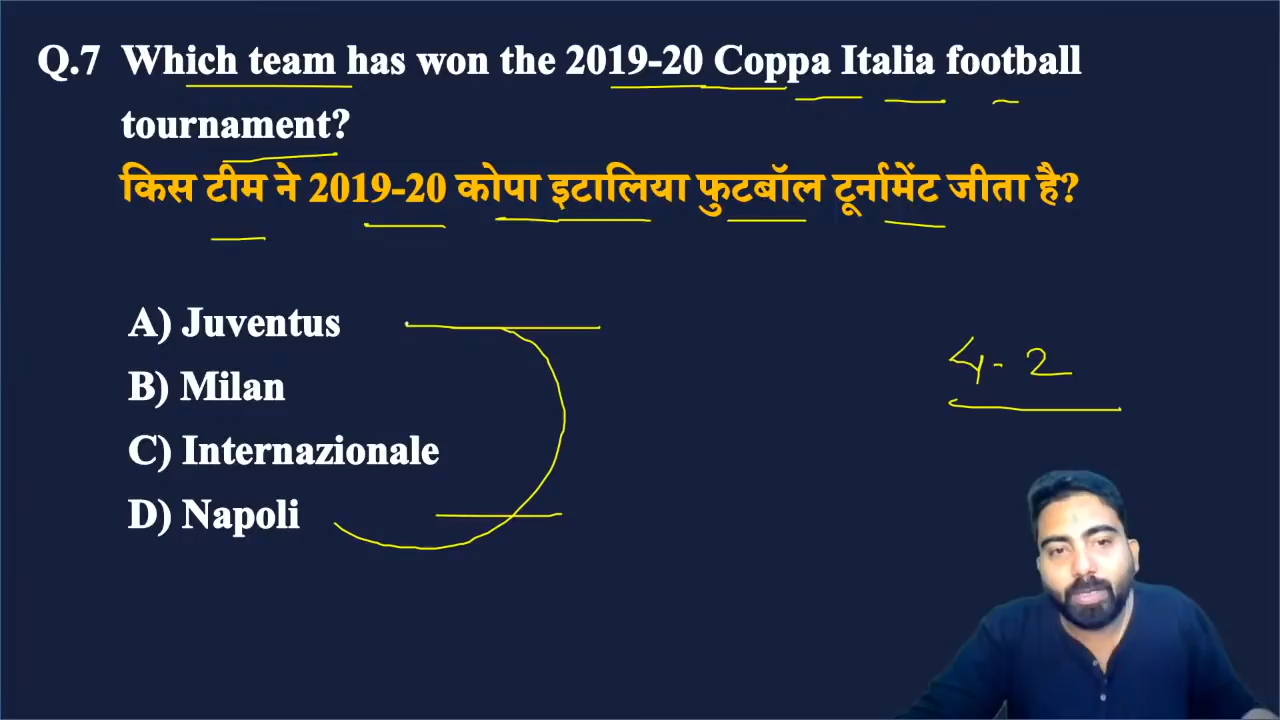 Q.7 Which team has won the 2019-20 Coppa Italia football
tournament?
किस टीम ने 2019-20 कोपा इटालिया फुटबॉल टूर्नामेंट जीता है?
A) Juventus
B) Milan
C) Internazionale
D) Napoli
4-2